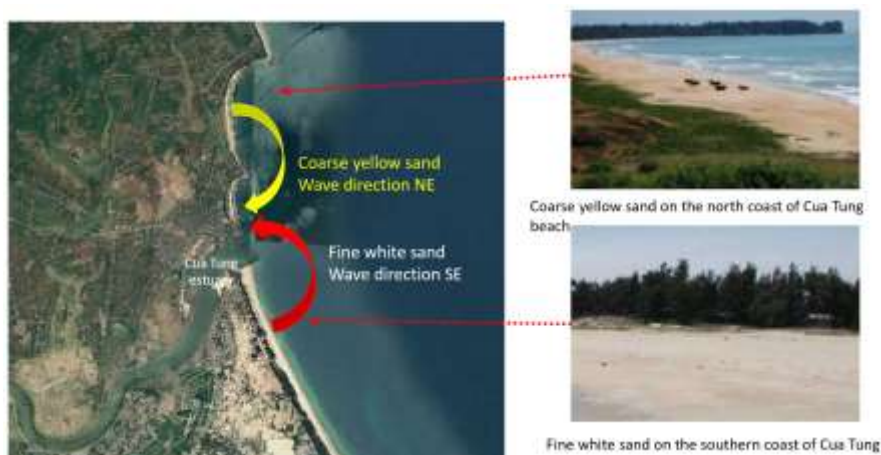 Coarse yellow sand
Wave direction NE
Fine white sand
Wave direction SE
Cua Tung
estuary
Coarse yellow sand on the north coast of Cua Tung
beach
Fine white sand on the southern coast of Cua Tung